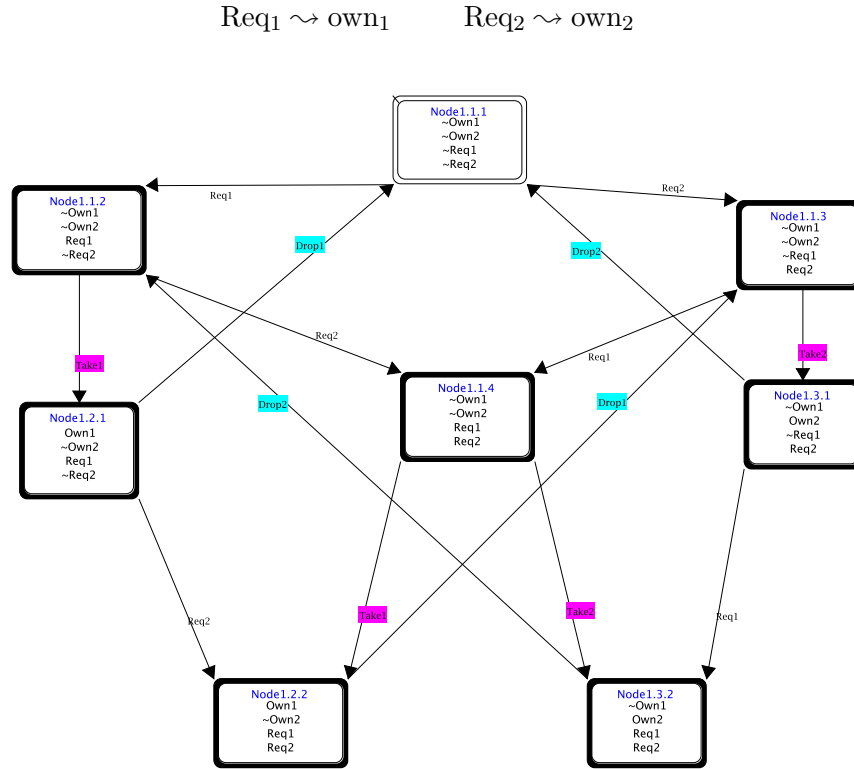 Req₁ ⤳ own₁ Req₂ ⤳ own₂
Node1.1.1
~Own1
~Own2
~Req1
~Req2
Req1
Req2
Node1.1.2
~Own1
~Own2
Req1
~Req2
Node1.1.3
~Own1
~Own2
~Req1
Req2
Drop1
Drop2
Req2
Req1
Take1
Take2
Node1.1.4
~Own1
~Own2
Req1
Req2
Node1.3.1
~Own1
Own2
~Req1
Req2
Drop2
Drop1
Node1.2.1
Own1
~Own2
Req1
~Req2
Req2
Take1
Take2
Req1
Node1.2.2
Own1
~Own2
Req1
Req2
Node1.3.2
~Own1
Own2
Req1
Req2